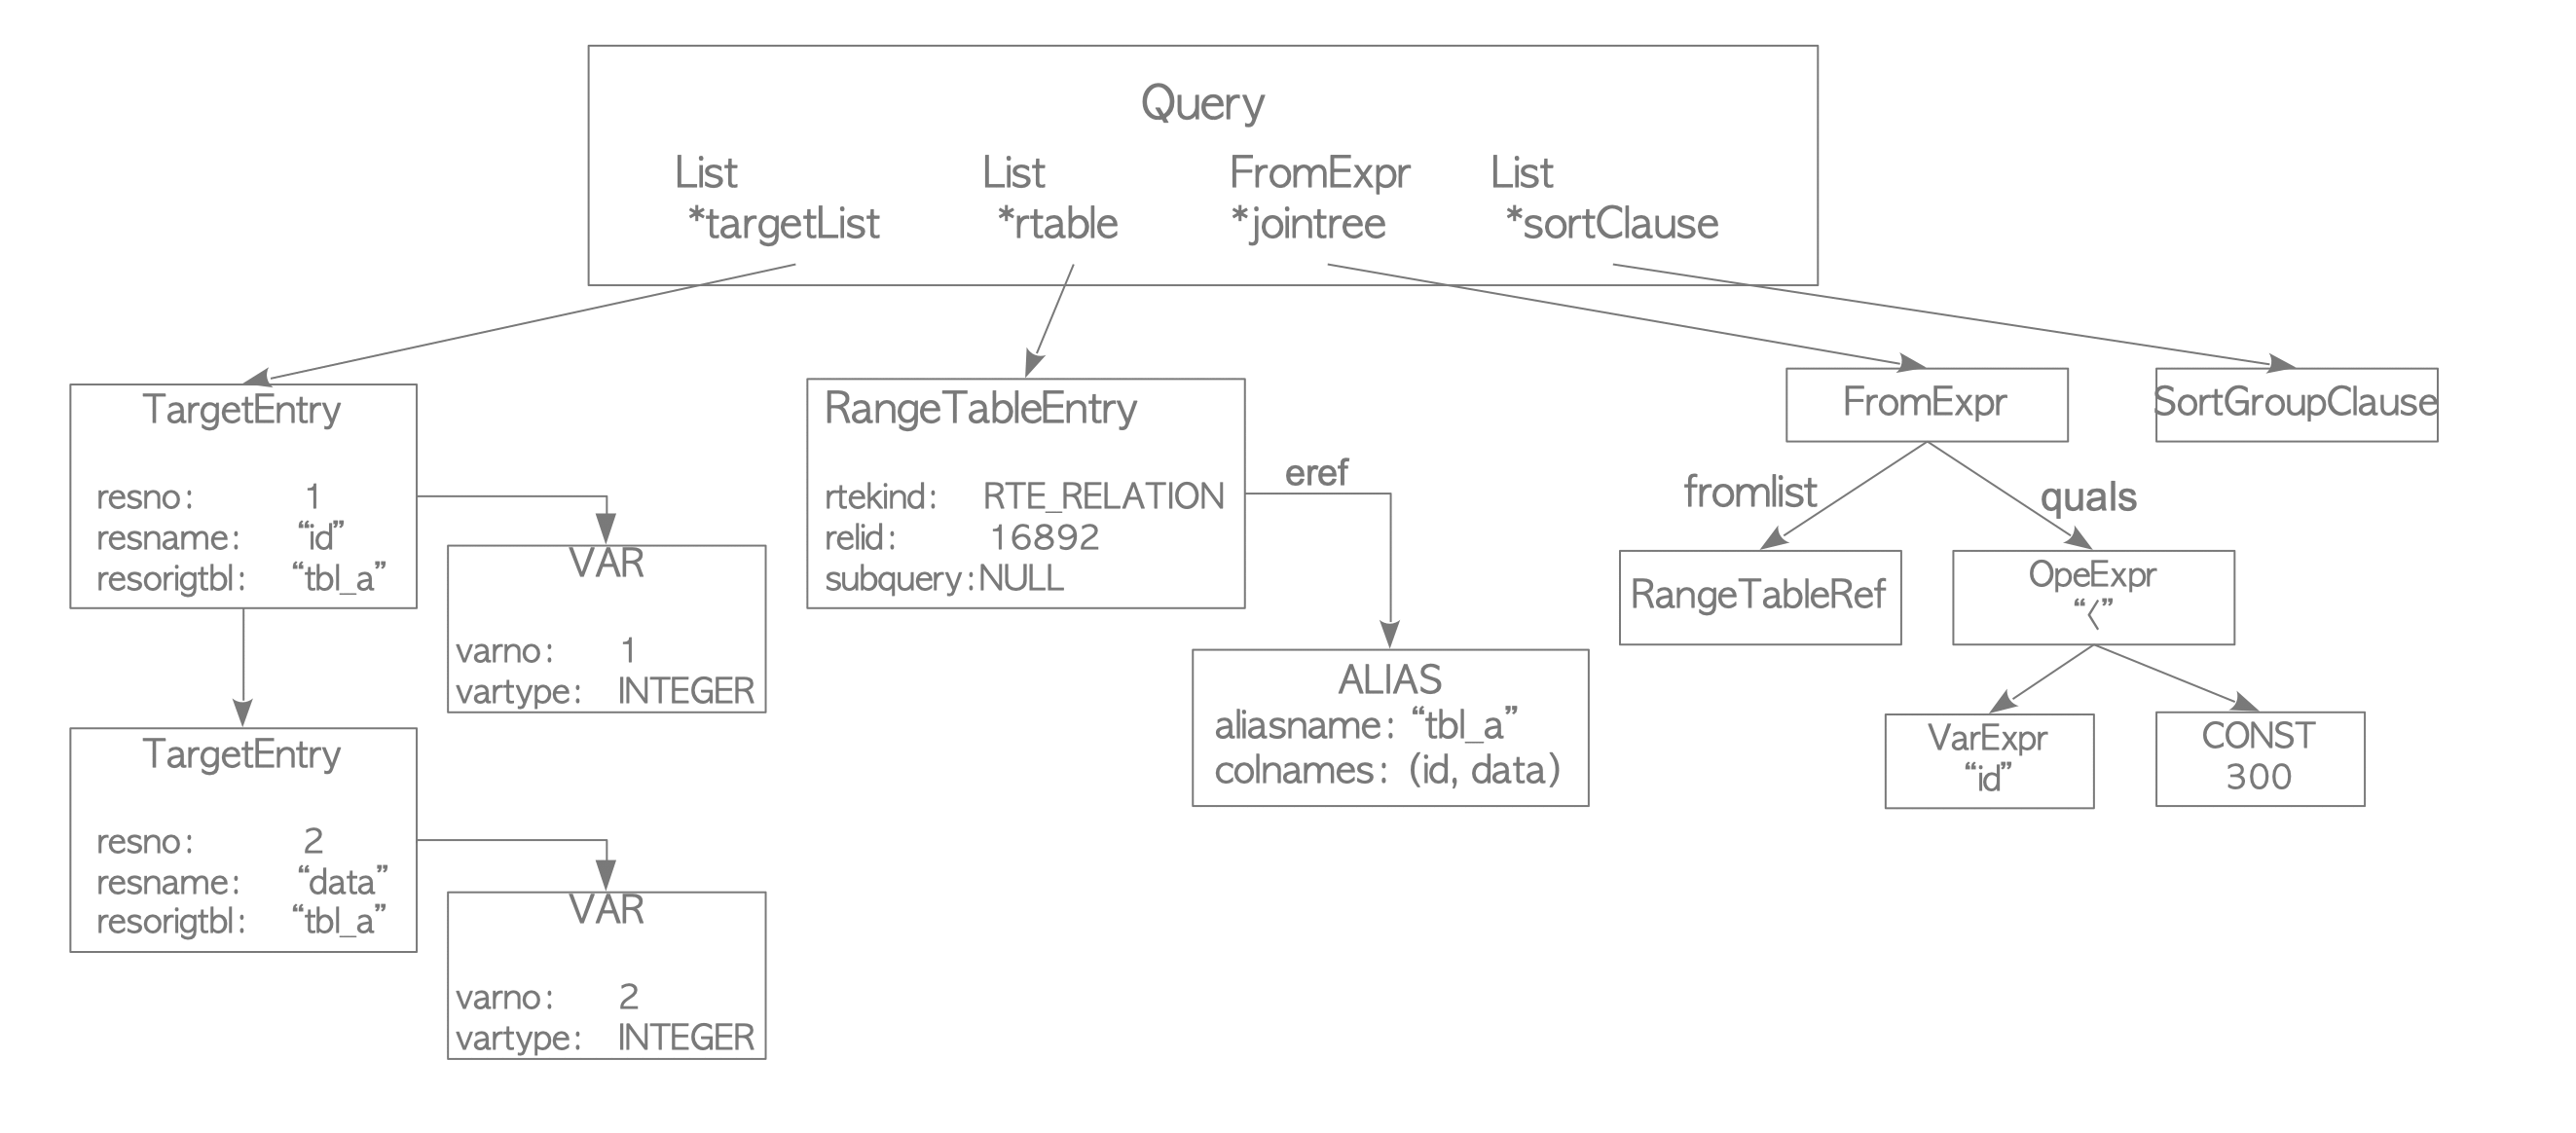 Query
List
*targetList
List
*rtable
FromExpr
*jointree
List
*sortClause
TargetEntry
resno: 1
resname: “id”
resorigtbl: “tbl_a”
VAR
varno: 1
vartype: INTEGER
TargetEntry
resno: 2
resname: “data”
resorigtbl: “tbl_a”
VAR
varno: 2
vartype: INTEGER
RangeTableEntry
rtekind: RTE_RELATION
relid: 16892
subquery:NULL
eref
ALIAS
aliasname: “tbl_a”
colnames: (id, data)
FromExpr
fromlist
quals
RangeTableRef
OpeExpr
“<”
VarExpr
“id”
CONST
300
SortGroupClause